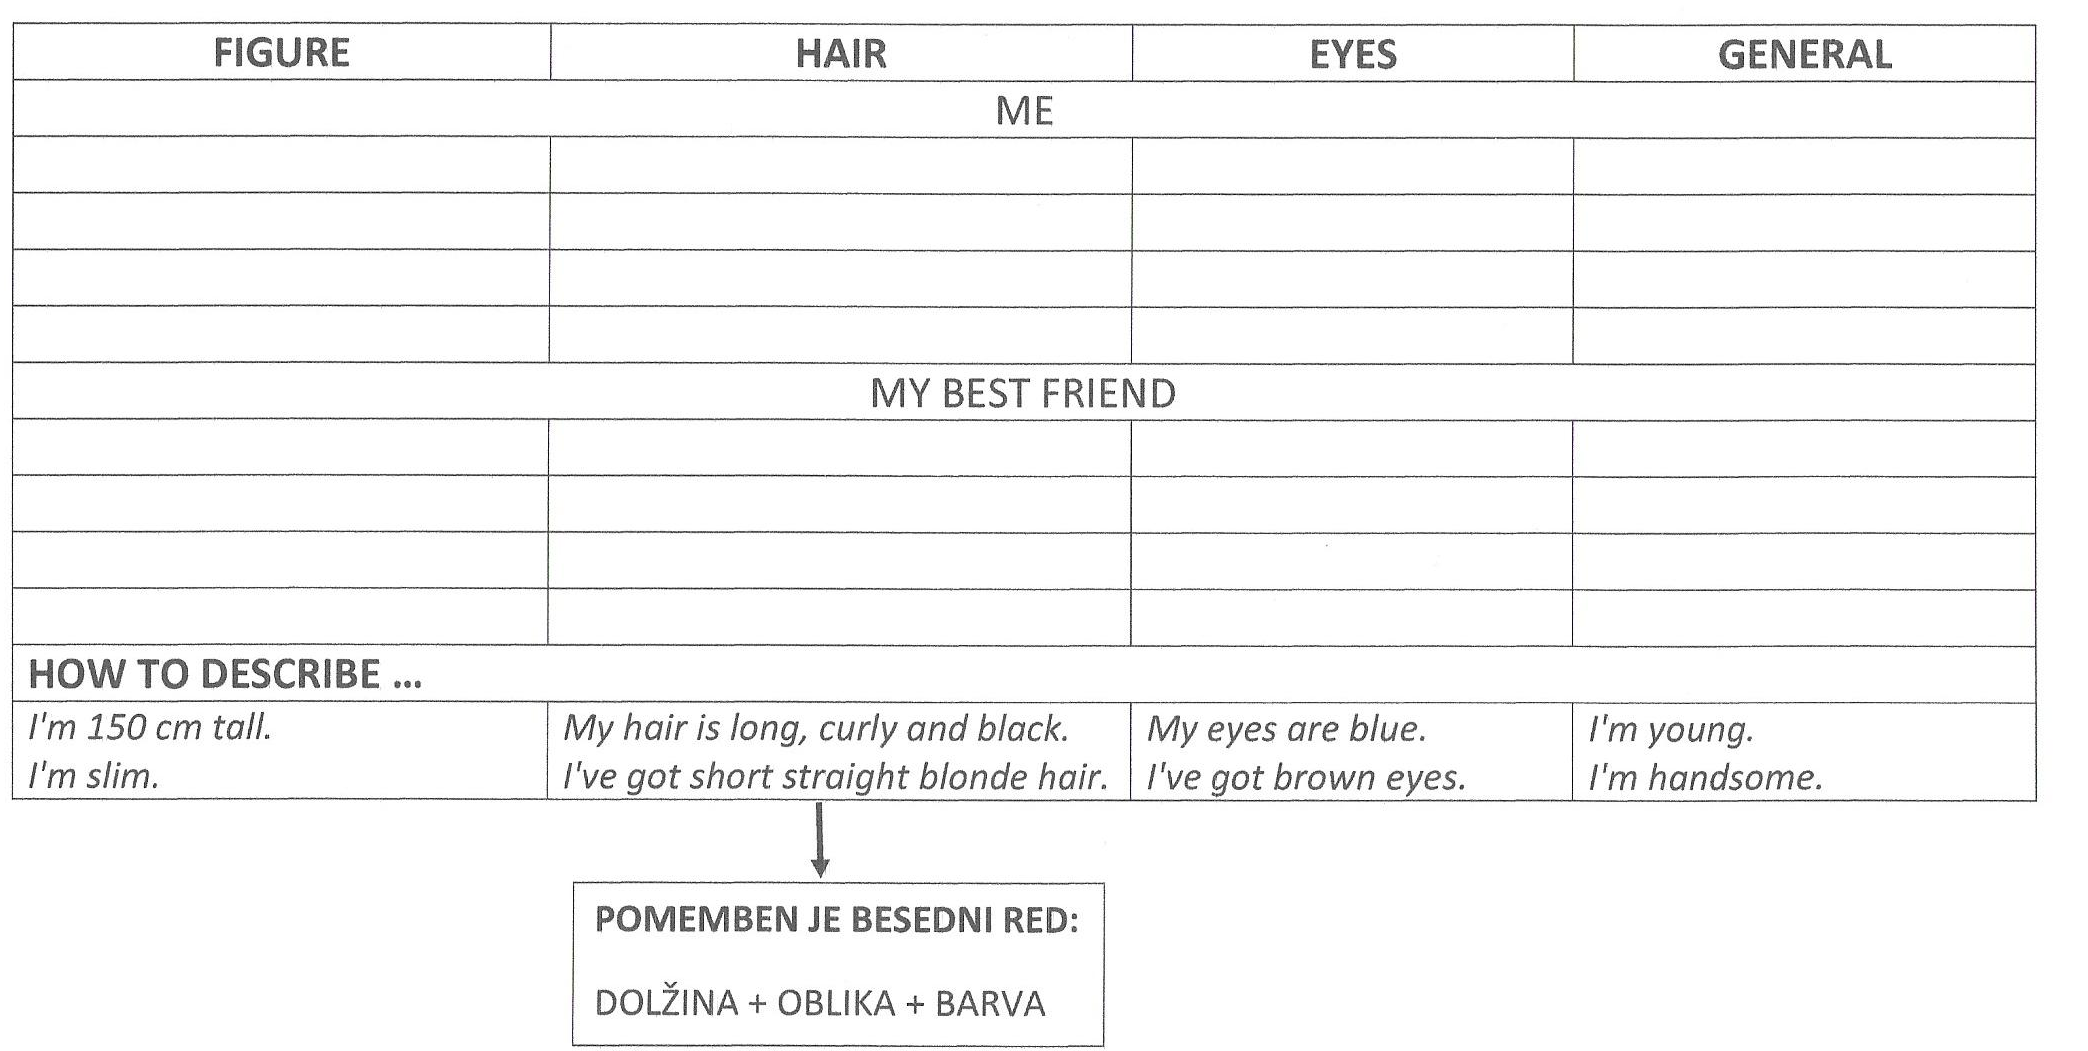 FIGURE HAIR EYES GENERAL
ME
MY BEST FRIEND
HOW TO DESCRIBE ...
I'm 150 cm tall. My hair is long, curly and black. My eyes are blue. I'm young.
I'm slim. I've got short straight blonde hair. I've got brown eyes. I'm handsome.
POMEMBEN JE BESEDNI RED:
DOLŽINA + OBLIKA + BARVA